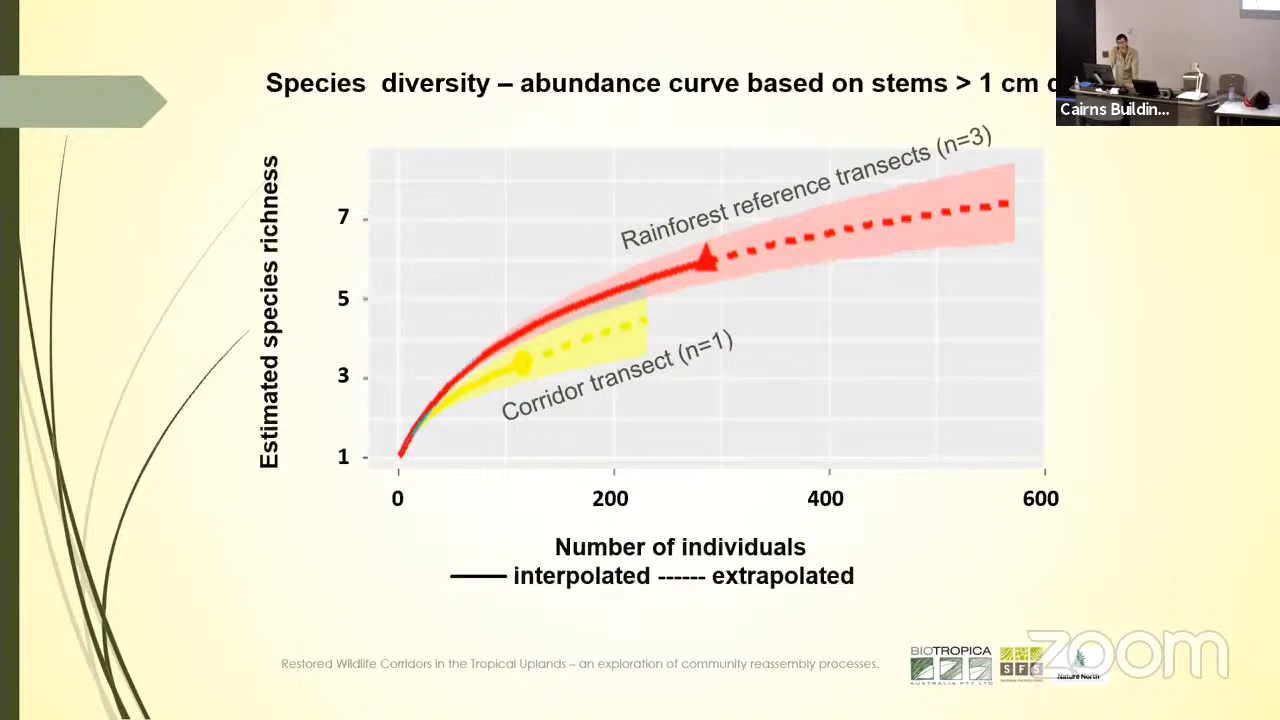 Species  diversity – abundance curve based on stems > 1 cm
Cairns Buildin...
Estimated species richness
7
5
3
1
Rainforest reference transects (n=3)
Corridor transect (n=1)
0 200 400 600
Number of individuals
interpolated ------ extrapolated
Restored Wildlife Corridors in the Tropical Uplands – an exploration of community reassembly processes.
BIOTROPICA
AUSTRALIA PTY LTD
SFS
Nature North
zoom